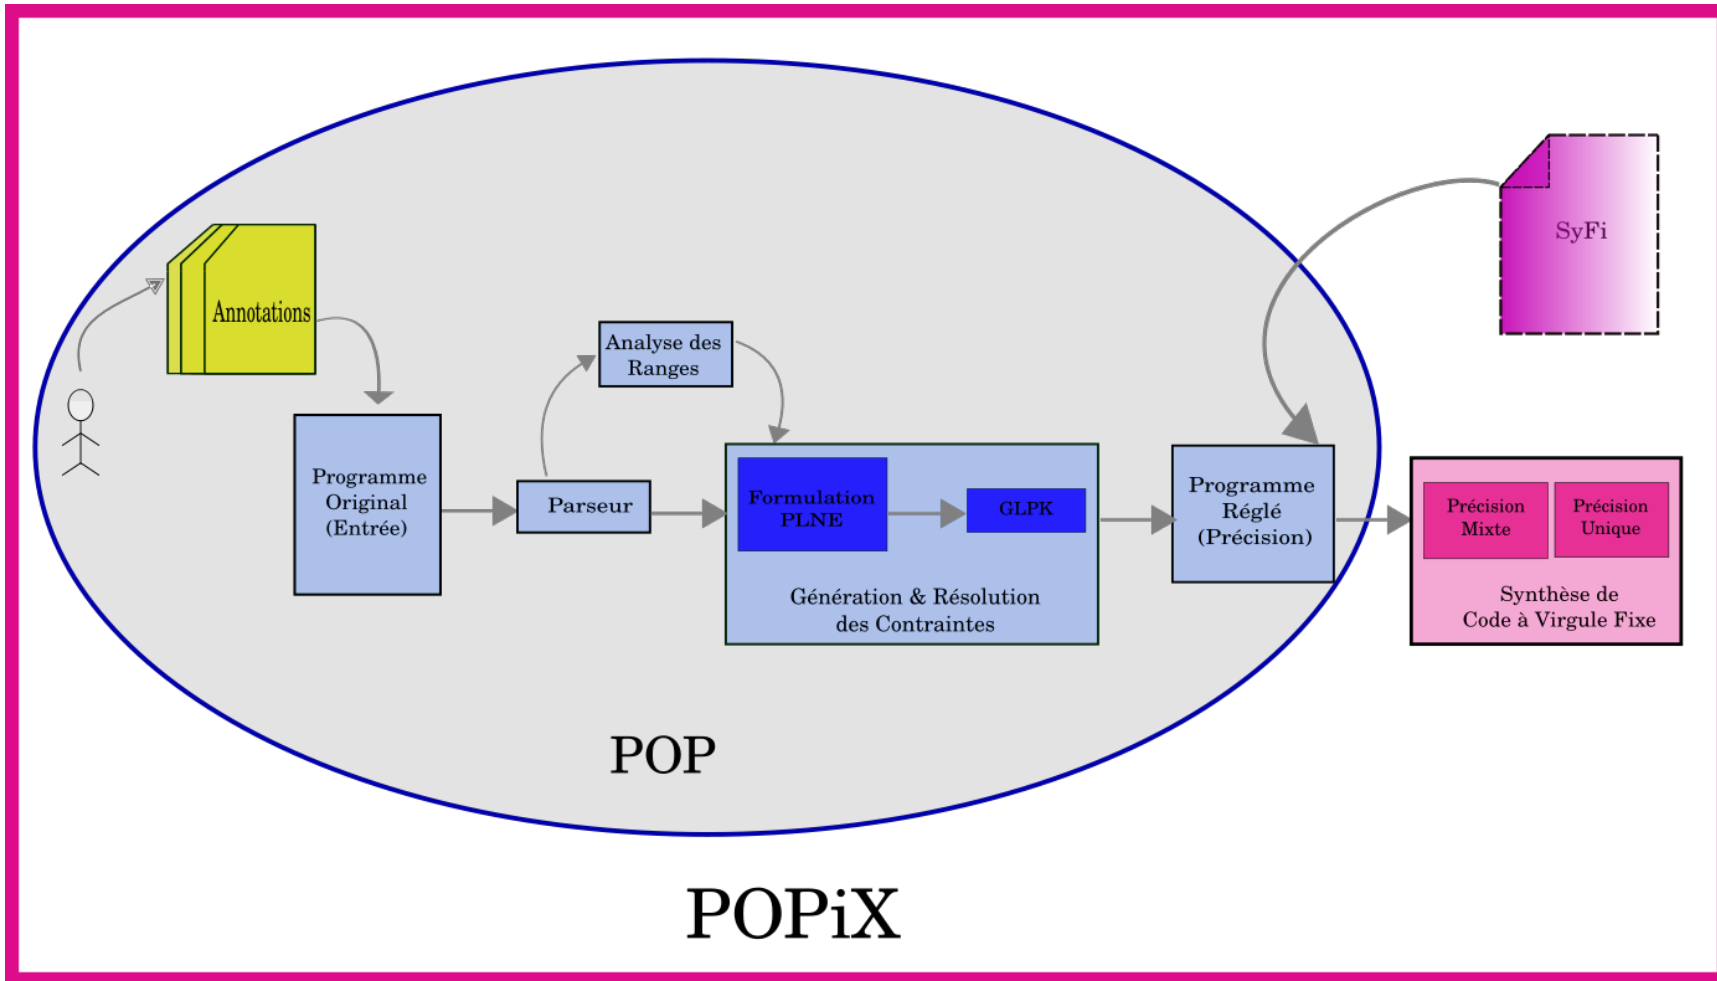 SyFi
Annotations
Analyse des
Ranges
Programme
Original
(Entrée)
Parseur
Formulation
PLNE
GLPK
Génération & Résolution
des Contraintes
Programme
Réglé
(Précision)
Précision
Mixte
Précision
Unique
Synthèse de
Code à Virgule Fixe
POP
POPiX